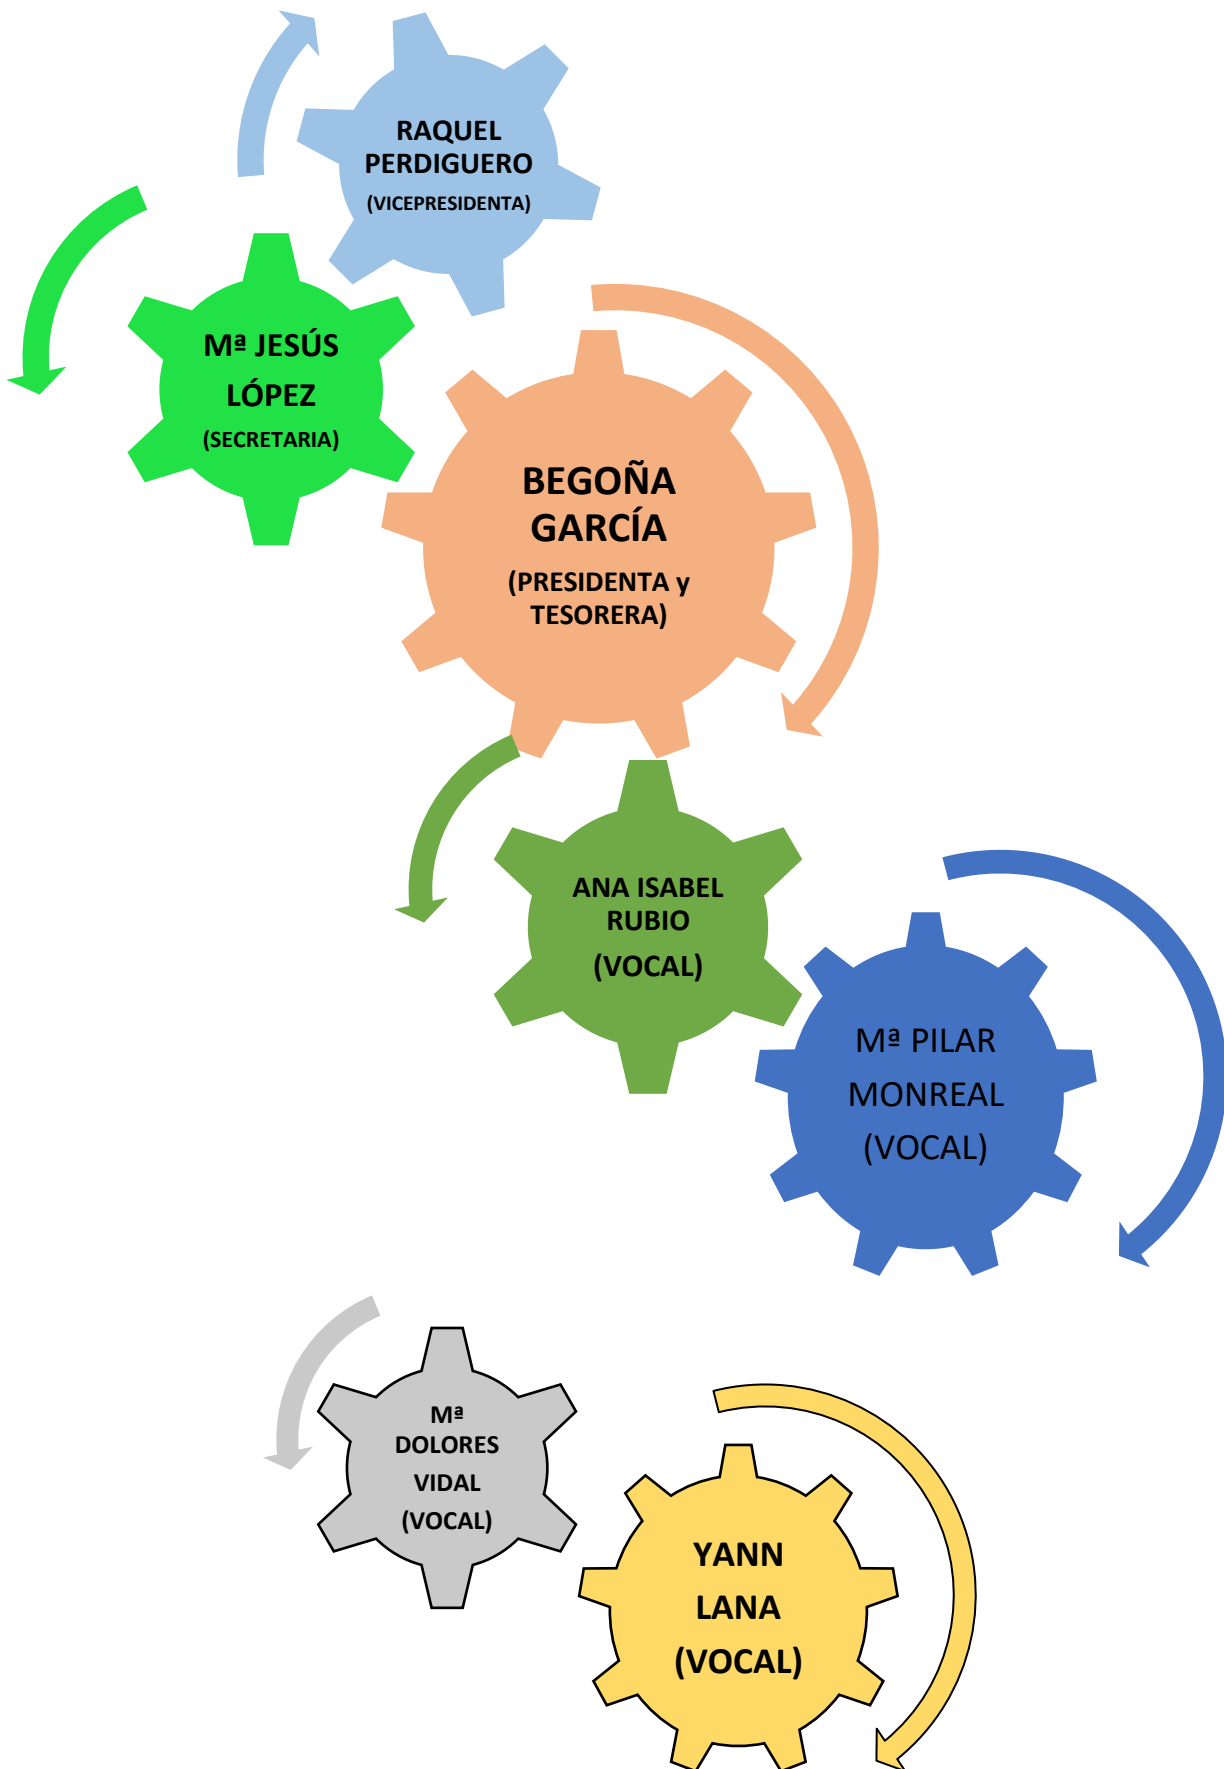 RAQUEL
PERDIGUERO
(VICEPRESIDENTA)
Mª JESÚS
LÓPEZ
(SECRETARIA)
BEGOÑA
GARCÍA
(PRESIDENTA y
TESORERA)
ANA ISABEL
RUBIO
(VOCAL)
Mª PILAR
MONREAL
(VOCAL)
Mª
DOLORES
VIDAL
(VOCAL)
YANN
LANA
(VOCAL)